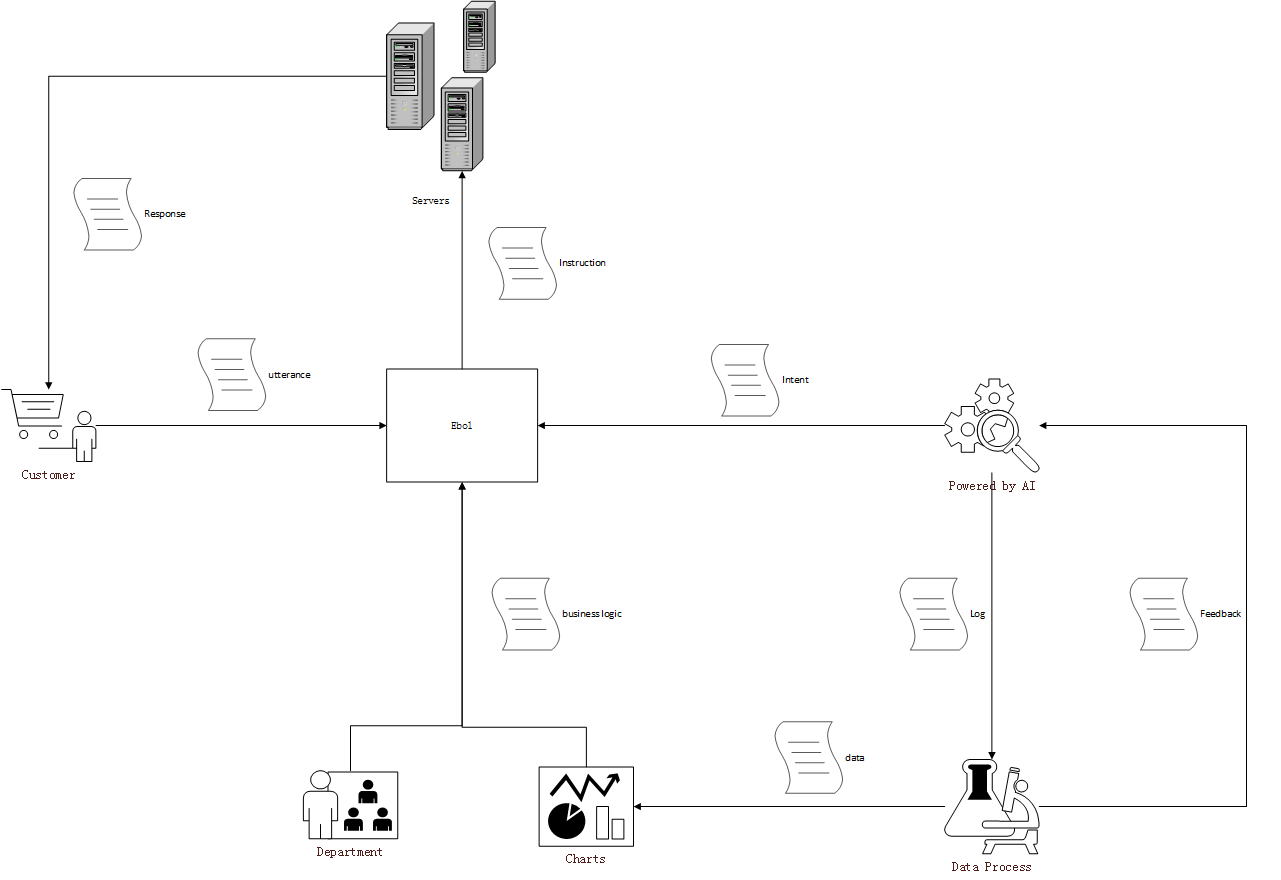 Servers
Response
Instruction
utterance
Intent
Ebol
Customer
Powered by AI
business logic
Log
Feedback
data
Department
Charts
Data Process